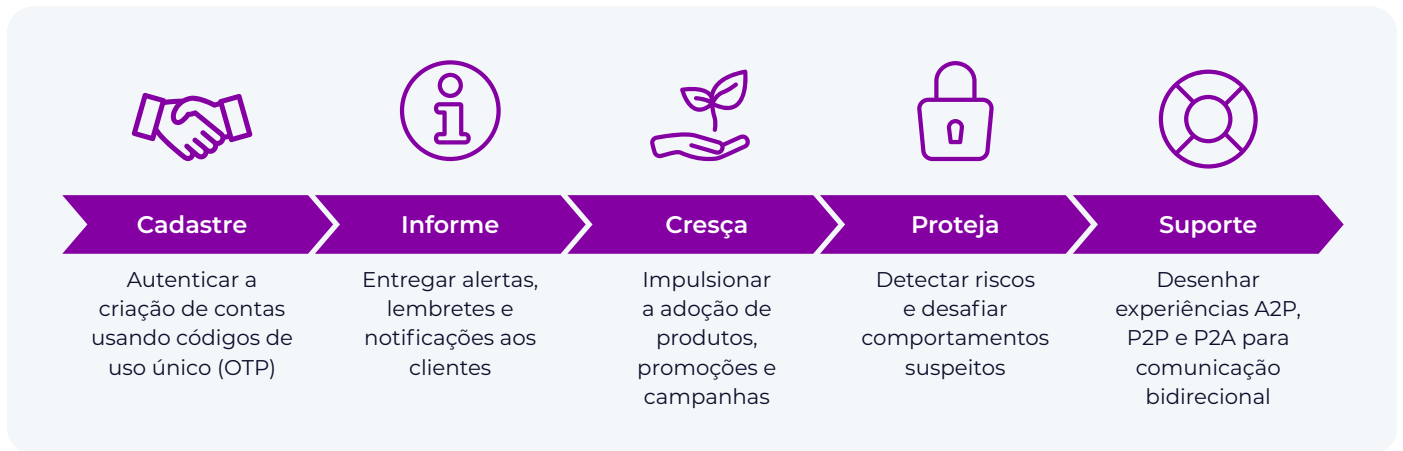 Cadastre
Autenticar a
criação de contas
usando códigos de
uso único (OTP)
Informe
Entregar alertas,
lembretes e
notificações aos
clientes
Cresça
Impulsionar
a adoção de
produtos,
promoções e
campanhas
Proteja
Detectar riscos
e desafiar
comportamentos
suspeitos
Suporte
Desenhar
experiências A2P,
P2P e P2A para
comunicação
bidirecional